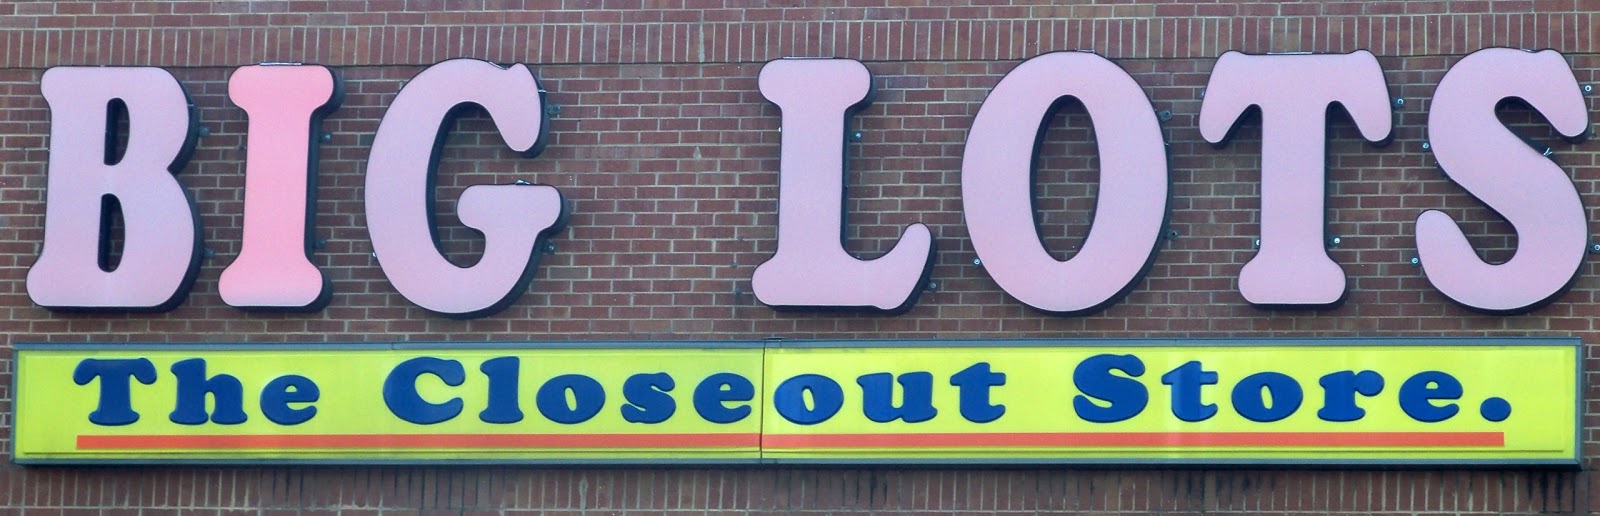 BIG LOTS
The Closeout Store.